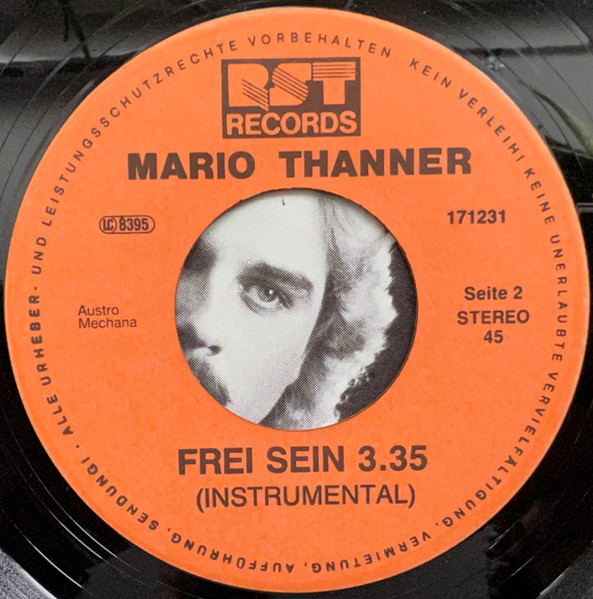 ALLE URHEBER- UND LEISTUNGSSCHUTZRECHTE VORBEHALTEN KEIN VERLEIH! KEINE UNERLAUBTE VERVIELFÄLTIGUNG, VERMIETUNG, AUFFÜHRUNG, SENDUNG!
RST
RECORDS
MARIO THANNER
LC 8395
171231
Austro
Mechana
Seite 2
STEREO
45
FREI SEIN 3.35
(INSTRUMENTAL)